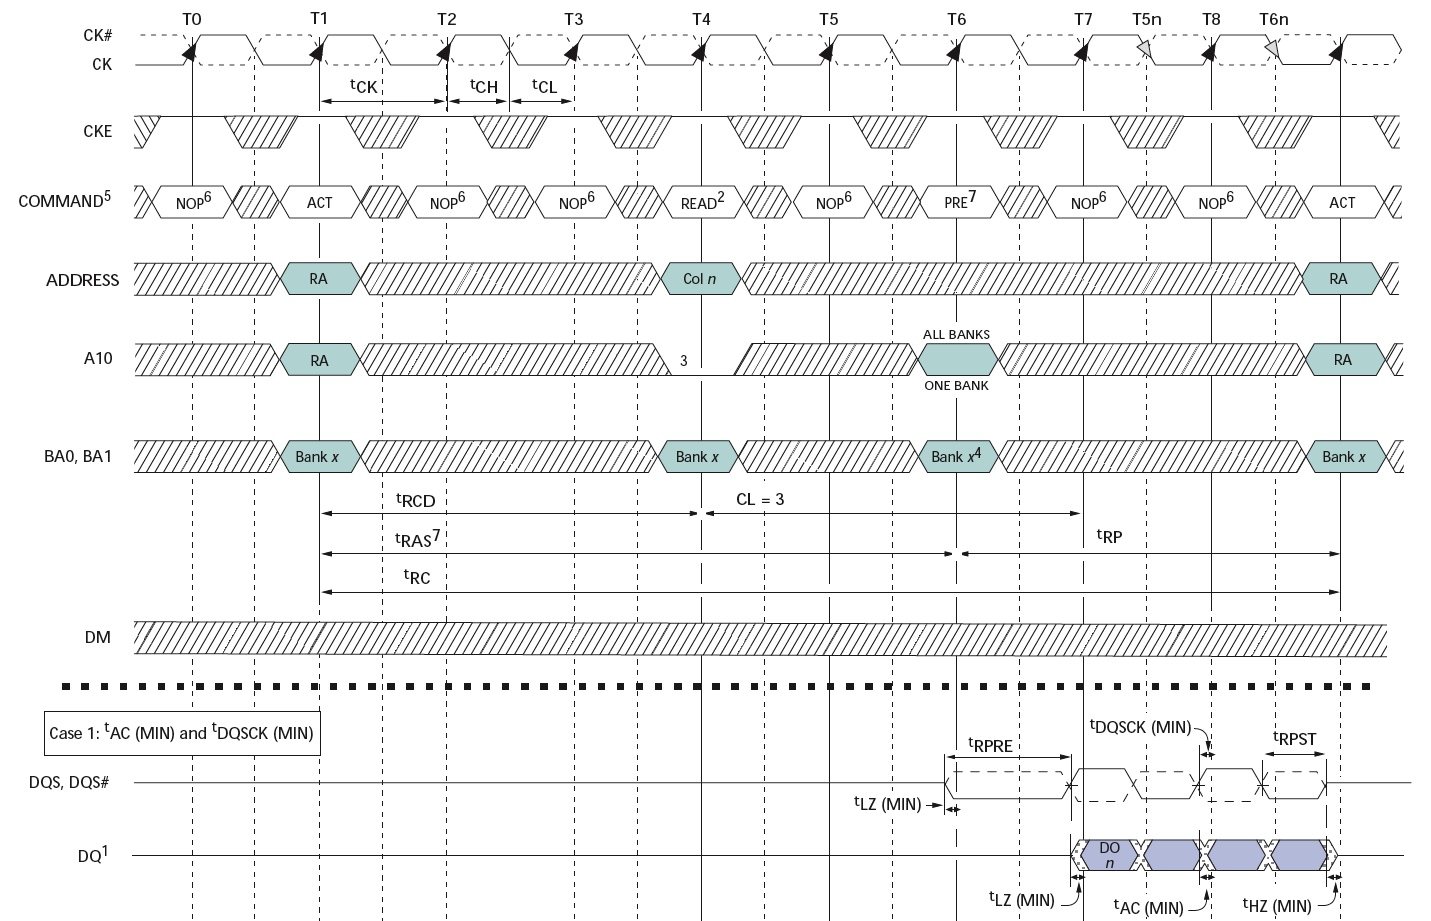 T0 T1 T2 T3 T4 T5 T6 T7 T5n T8 T6n
CK#
CK
tCK tCH tCL
CKE
COMMAND5 NOP6 ACT NOP6 NOP6 READ2 NOP6 PRE7 NOP6 NOP6 ACT
ADDRESS RA Col n RA
ALL BANKS
A10 RA 3 RA
ONE BANK
BA0, BA1 Bank x Bank x Bank x4 Bank x
tRCD CL = 3
tRAS7 tRP
tRC
DM
Case 1: tAC (MIN) and tDQSCK (MIN)
tDQSCK (MIN)
tRPRE tRPST
DQS, DQS#
tLZ (MIN)
DQ1 DO
n
tLZ (MIN) tAC (MIN) tHZ (MIN)